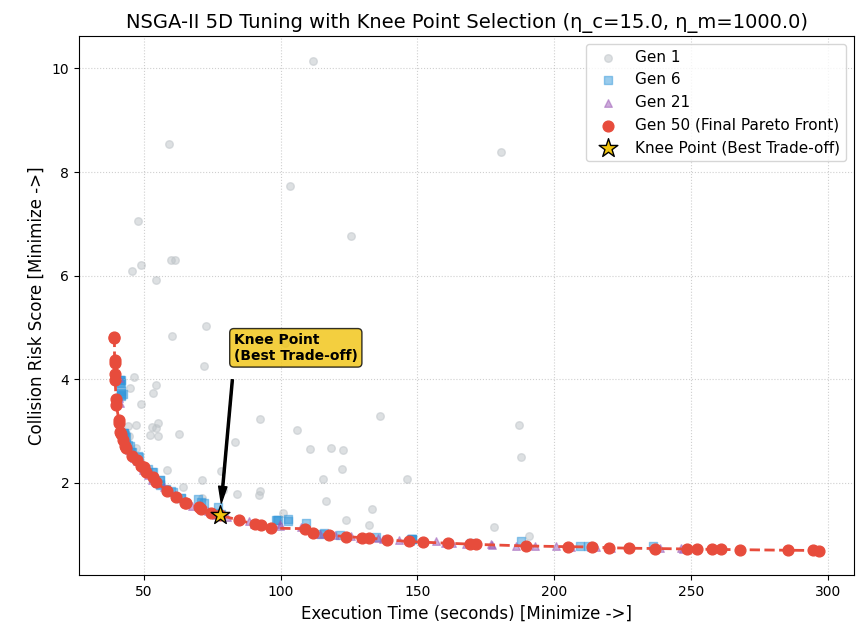 NSGA-II 5D Tuning with Knee Point Selection (η_c=15.0, η_m=1000.0)
Gen 1
Gen 6
Gen 21
Gen 50 (Final Pareto Front)
Knee Point (Best Trade-off)
Knee Point
(Best Trade-off)
Collision Risk Score [Minimize ->]
10
8
6
4
2
50
100
150
200
250
300
Execution Time (seconds) [Minimize ->]